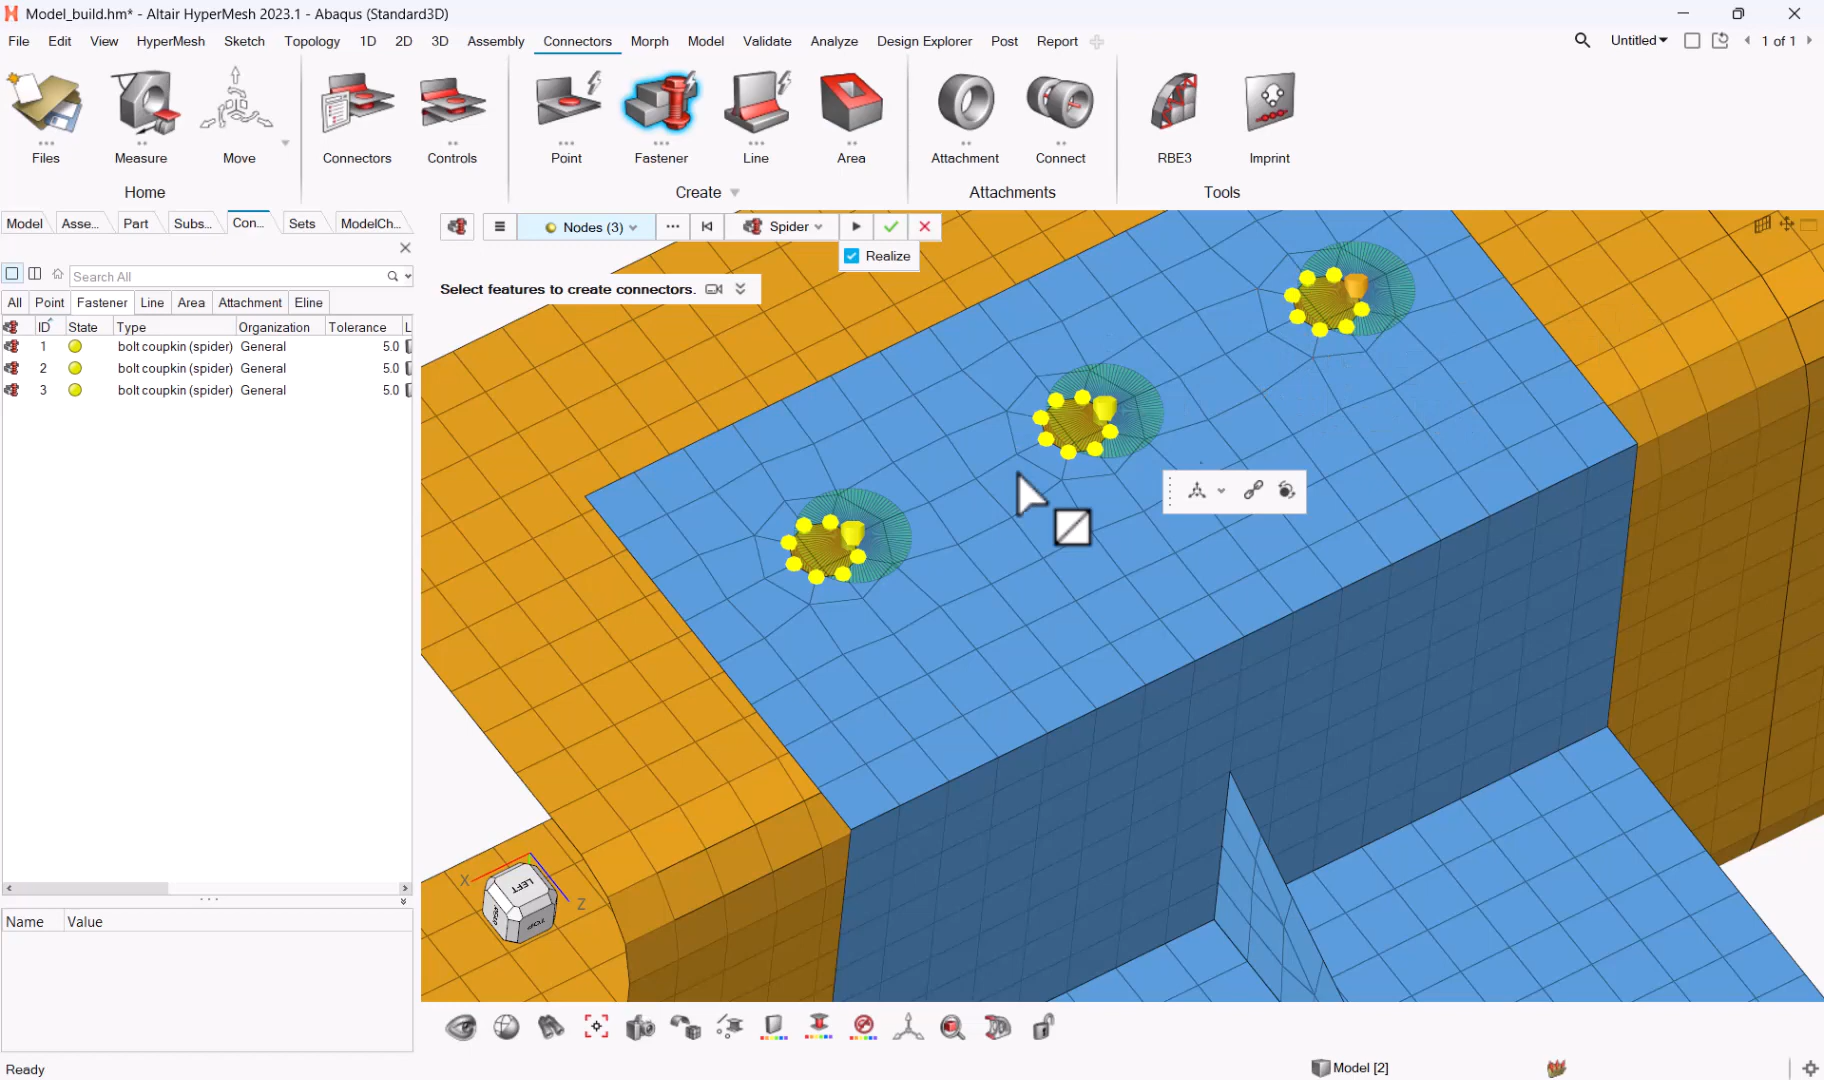 Model_build.hm* - Altair HyperMesh 2023.1 - Abaqus (Standard3D)
File Edit View HyperMesh Sketch Topology 1D 2D 3D Assembly Connectors Morph Model Validate Analyze Design Explorer Post Report Untitled 1 of 1
Files Measure Move Connectors Controls Point Fastener Line Area Attachment Connect RBE3 Imprint
Home Create Attachments Tools
Model Asse... Part Subs... Con... Sets ModelCh...
Nodes (3) Spider
Realize
Search All
Select features to create connectors.
All Point Fastener Line Area Attachment Eline
ID State Type Organization Tolerance L
1 bolt coupkin (spider) General 5.0
2 bolt coupkin (spider) General 5.0
3 bolt coupkin (spider) General 5.0
X LEFT Z
TOP
Name Value
Ready Model [2]